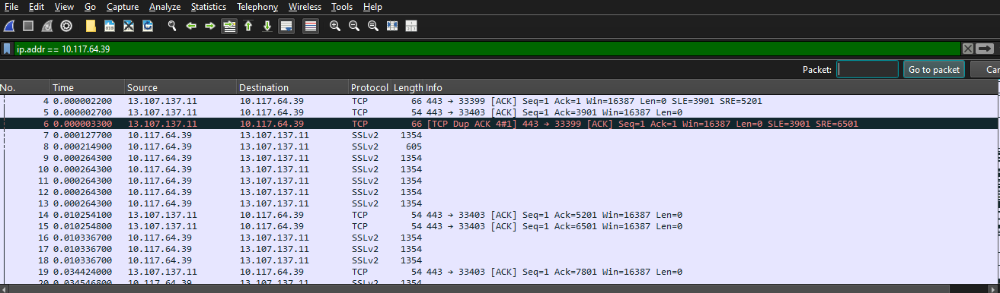 File Edit View Go Capture Analyze Statistics Telephony Wireless Tools Help
ip.addr == 10.117.64.39
Packet: Go to packet Can
No. Time Source Destination Protocol Length Info
4 0.000002200 13.107.137.11 10.117.64.39 TCP 66 443 → 33399 [ACK] Seq=1 Ack=1 Win=16387 Len=0 SLE=3901 SRE=5201
5 0.000002700 13.107.137.11 10.117.64.39 TCP 54 443 → 33403 [ACK] Seq=1 Ack=3901 Win=16387 Len=0
6 0.000003300 13.107.137.11 10.117.64.39 TCP 66 [TCP Dup ACK 4#1] 443 → 33399 [ACK] Seq=1 Ack=1 Win=16387 Len=0 SLE=3901 SRE=6501
7 0.000127700 10.117.64.39 13.107.137.11 SSLv2 1354
8 0.000214900 10.117.64.39 13.107.137.11 SSLv2 605
9 0.000264300 10.117.64.39 13.107.137.11 SSLv2 1354
10 0.000264300 10.117.64.39 13.107.137.11 SSLv2 1354
11 0.000264300 10.117.64.39 13.107.137.11 SSLv2 1354
12 0.000264300 10.117.64.39 13.107.137.11 SSLv2 1354
13 0.000264300 10.117.64.39 13.107.137.11 SSLv2 1354
14 0.010254100 13.107.137.11 10.117.64.39 TCP 54 443 → 33403 [ACK] Seq=1 Ack=5201 Win=16387 Len=0
15 0.010254800 13.107.137.11 10.117.64.39 TCP 54 443 → 33403 [ACK] Seq=1 Ack=6501 Win=16387 Len=0
16 0.010336700 10.117.64.39 13.107.137.11 SSLv2 1354
17 0.010336700 10.117.64.39 13.107.137.11 SSLv2 1354
18 0.010336700 10.117.64.39 13.107.137.11 SSLv2 1354
19 0.034424000 13.107.137.11 10.117.64.39 TCP 54 443 → 33403 [ACK] Seq=1 Ack=7801 Win=16387 Len=0
20 0.034546800 10.117.64.39 13.107.137.11 SSLv2 1354